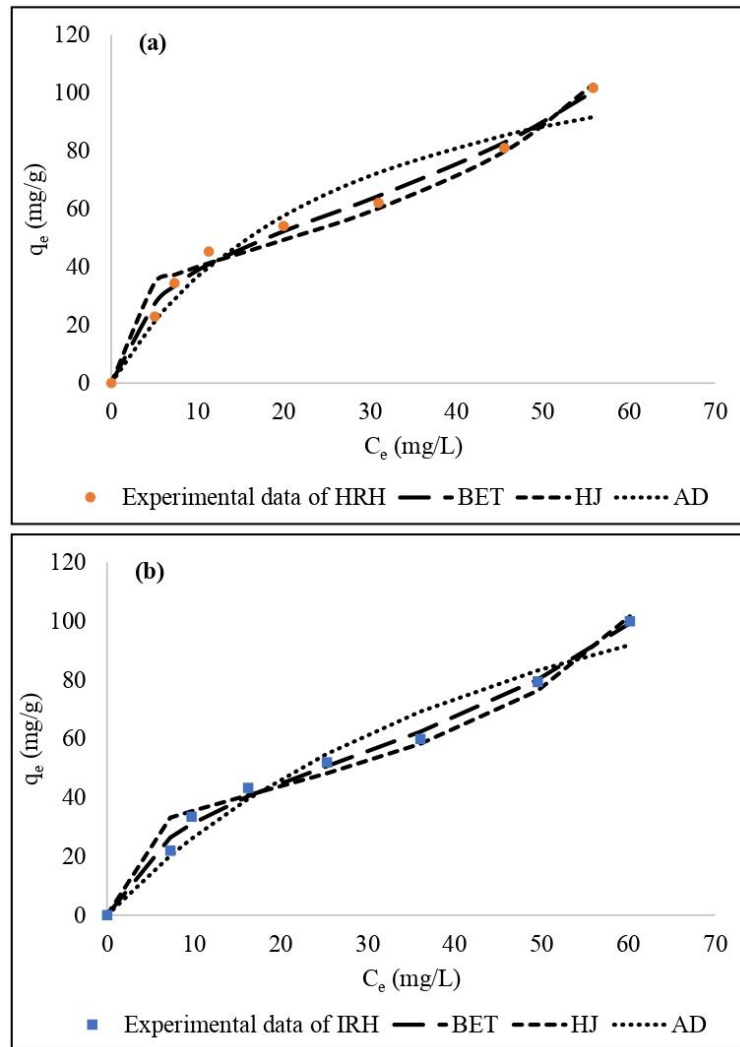 (a)
120
100
80
60
40
20
0
qe (mg/g)
0 10 20 30 40 50 60 70
Ce (mg/L)
Experimental data of HRH BET HJ AD
(b)
120
100
80
60
40
20
0
qe (mg/g)
0 10 20 30 40 50 60 70
Ce (mg/L)
Experimental data of IRH BET HJ AD